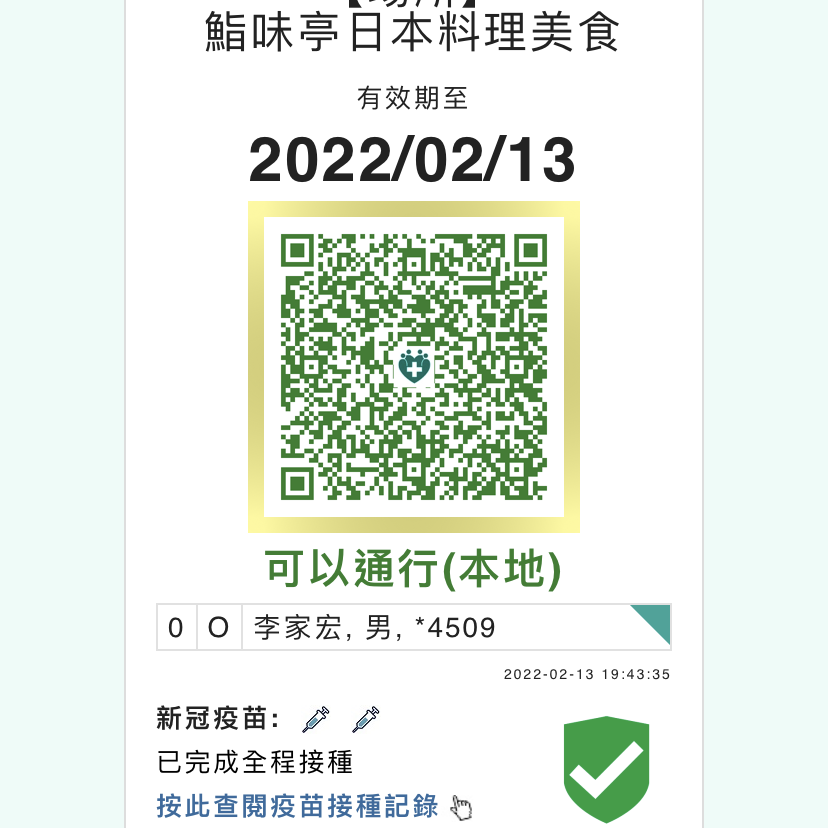 【場所】
鮨味亭日本料理美食
有效期至
2022/02/13
可以通行(本地)
0 O 李家宏, 男, *4509
2022-02-13 19:43:35
新冠疫苗:
已完成全程接種
按此查閱疫苗接種記錄